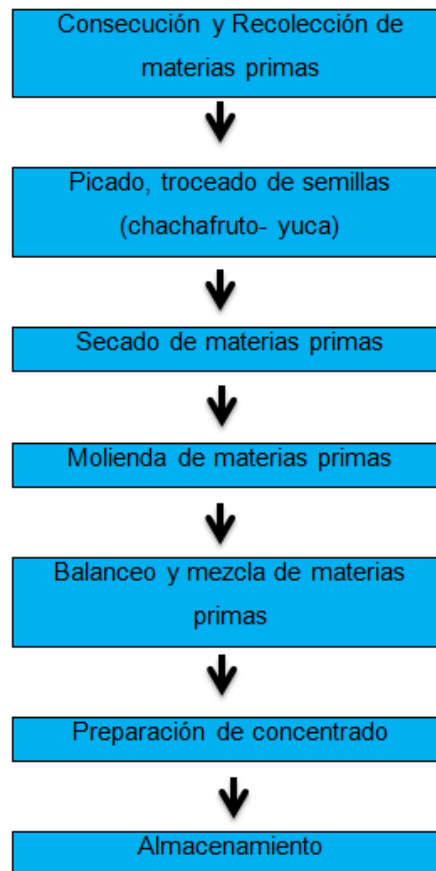 Consecución y Recolección de
materias primas
Picado, troceado de semillas
(chachafruto- yuca)
Secado de materias primas
Molienda de materias primas
Balanceo y mezcla de materias
primas
Preparación de concentrado
Almacenamiento